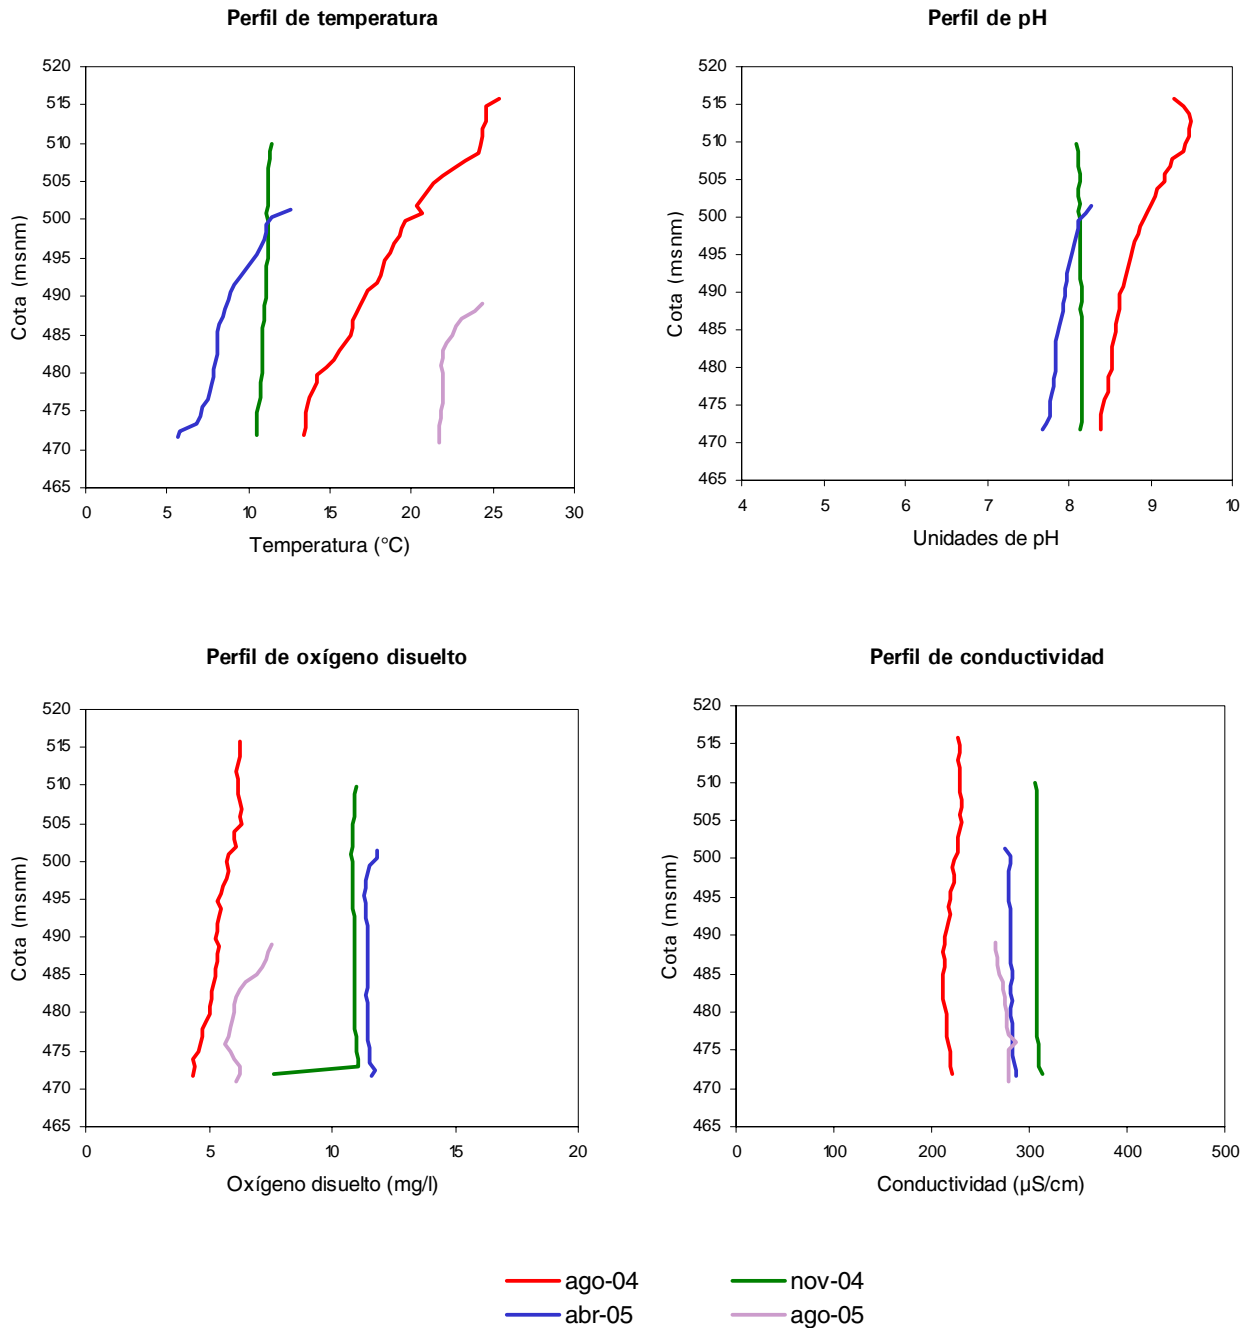 Perfil de temperatura
520
515
510
505
500
495
490
485
480
475
470
465
Cota (msnm)
0 5 10 15 20 25 30
Temperatura (°C)
Perfil de pH
520
515
510
505
500
495
490
485
480
475
470
465
Cota (msnm)
4 5 6 7 8 9 10
Unidades de pH
Perfil de oxígeno disuelto
520
515
510
505
500
495
490
485
480
475
470
465
Cota (msnm)
0 5 10 15 20
Oxígeno disuelto (mg/l)
Perfil de conductividad
520
515
510
505
500
495
490
485
480
475
470
465
Cota (msnm)
0 100 200 300 400 500
Conductividad (µS/cm)
ago-04 nov-04
abr-05 ago-05